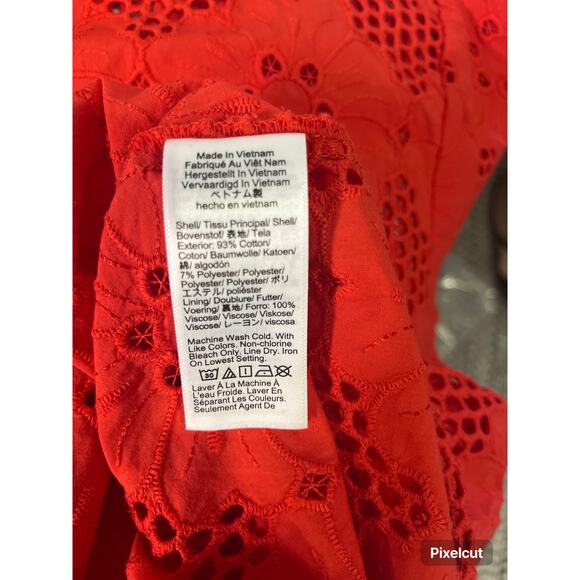 Made In Vietnam
Fabriqué Au Viêt Nam
Hergestellt In Vietnam
Vervaardigd In Vietnam
ベトナム製
hecho en vietnam
Shell/ Tissu Principal/ Shell/
Bovenstof/ 表地/ Tela
Exterior: 93% Cotton/
Coton/ Baumwolle/ Katoen/
綿/ algodón
7% Polyester/ Polyester/
Polyester/ Polyester/ ポリ
エステル/ poliéster
Lining/ Doublure/ Futter/
Voering/ 裏地/ Forro: 100%
Viscose/ Viscose/ Viskose/
Viscose/ レーヨン/ viscosa
Machine Wash Cold. With
Like Colors. Non-chlorine
Bleach Only. Line Dry. Iron
On Lowest Setting.
30
Laver À La Machine À
L'eau Froide. Laver En
Séparant Les Couleurs.
Seulement Agent De
Pixelcut